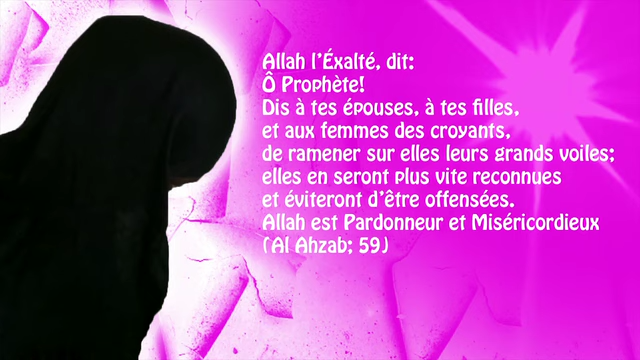 Allah l'Éxalté, dit:
Ô Prophète!
Dis à tes épouses, à tes filles,
et aux femmes des croyants,
de ramener sur elles leurs grands voiles;
elles en seront plus vite reconnues
et éviteront d'être offensées.
Allah est Pardonneur et Miséricordieux
(Al Ahzab; 59)